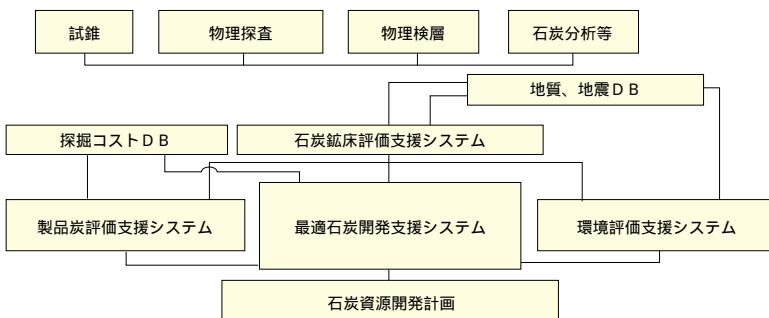 試錐
物理探査
物理検層
石炭分析等
地質、地震ＤＢ
探掘コストＤＢ
石炭鉱床評価支援システム
製品炭評価支援システム
最適石炭開発支援システム
環境評価支援システム
石炭資源開発計画